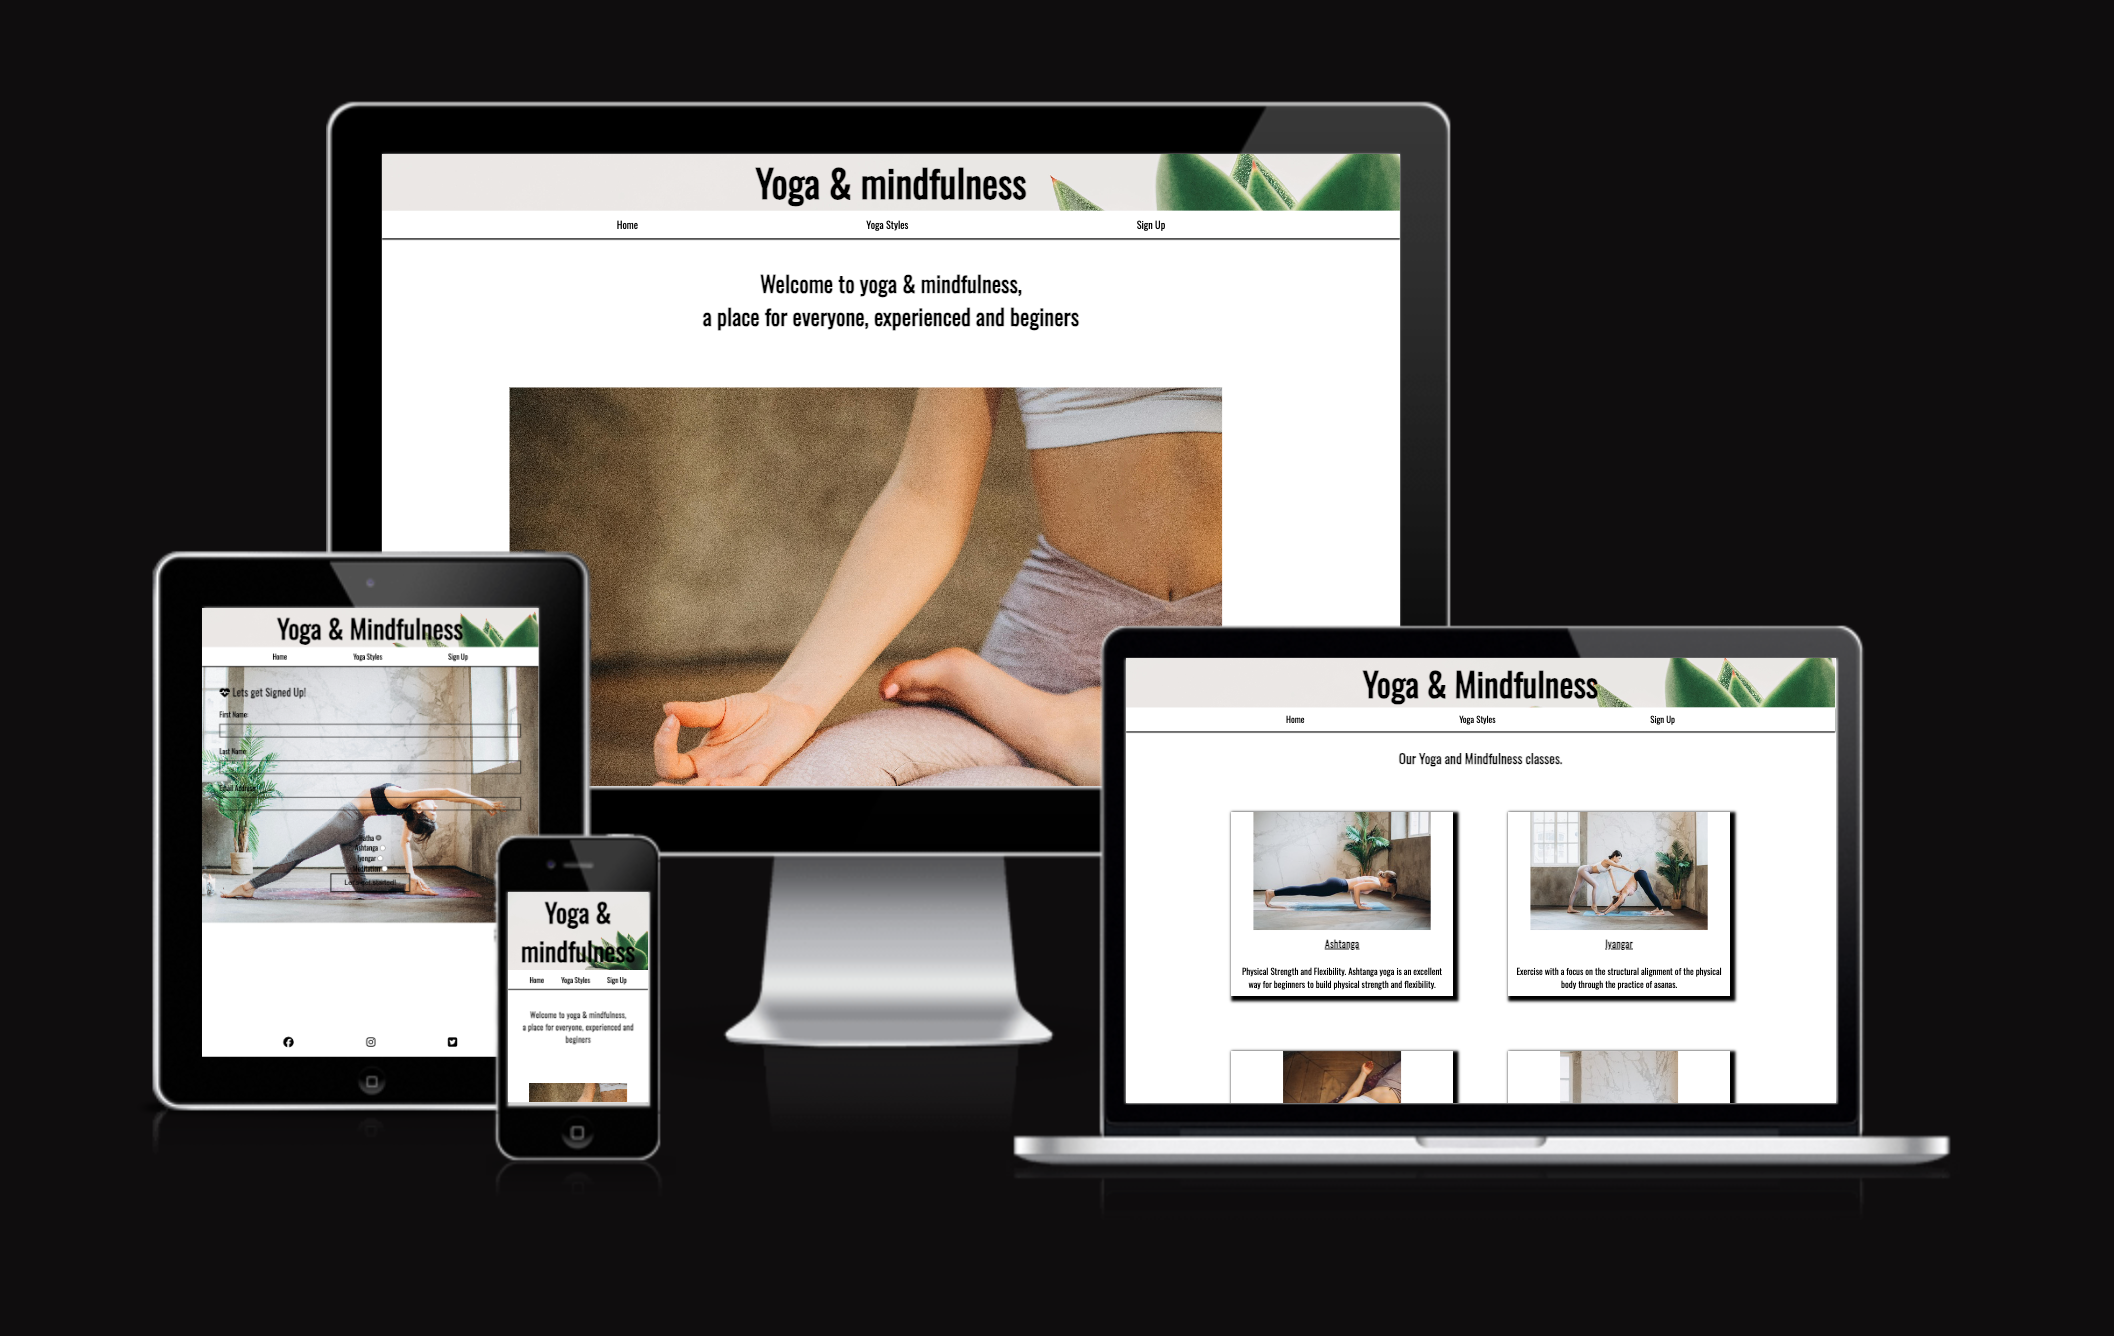 Yoga & mindfulness
Home Yoga Styles Sign Up
Welcome to yoga & mindfulness,
a place for everyone, experienced and beginers
Yoga & Mindfulness
Home Yoga Styles Sign Up
Lets get Signed Up!
First Name:
Last Name:
Email Address:
Hatha
Ashtanga
Iyengar
Meditation
Let's get started!
Yoga &
mindfulness
Home Yoga Styles Sign Up
Welcome to yoga & mindfulness,
a place for everyone, experienced and
beginers
Yoga & Mindfulness
Home Yoga Styles Sign Up
Our Yoga and Mindfulness classes.
Ashtanga
Physical Strength and Flexibility. Ashtanga yoga is an excellent
way for beginners to build physical strength and flexibility.
Iyangar
Exercise with a focus on the structural alignment of the physical
body through the practice of asanas.